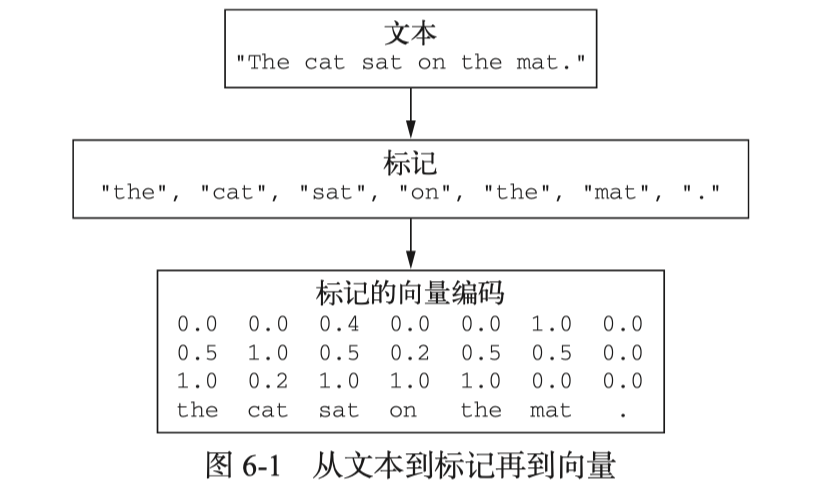 文本
"The cat sat on the mat."
标记
"the", "cat", "sat", "on", "the", "mat", "."
标记的向量编码
0.0 0.0 0.4 0.0 0.0 1.0 0.0
0.5 1.0 0.5 0.2 0.5 0.5 0.0
1.0 0.2 1.0 1.0 1.0 0.0 0.0
the cat sat on the mat .
图 6-1 从文本到标记再到向量